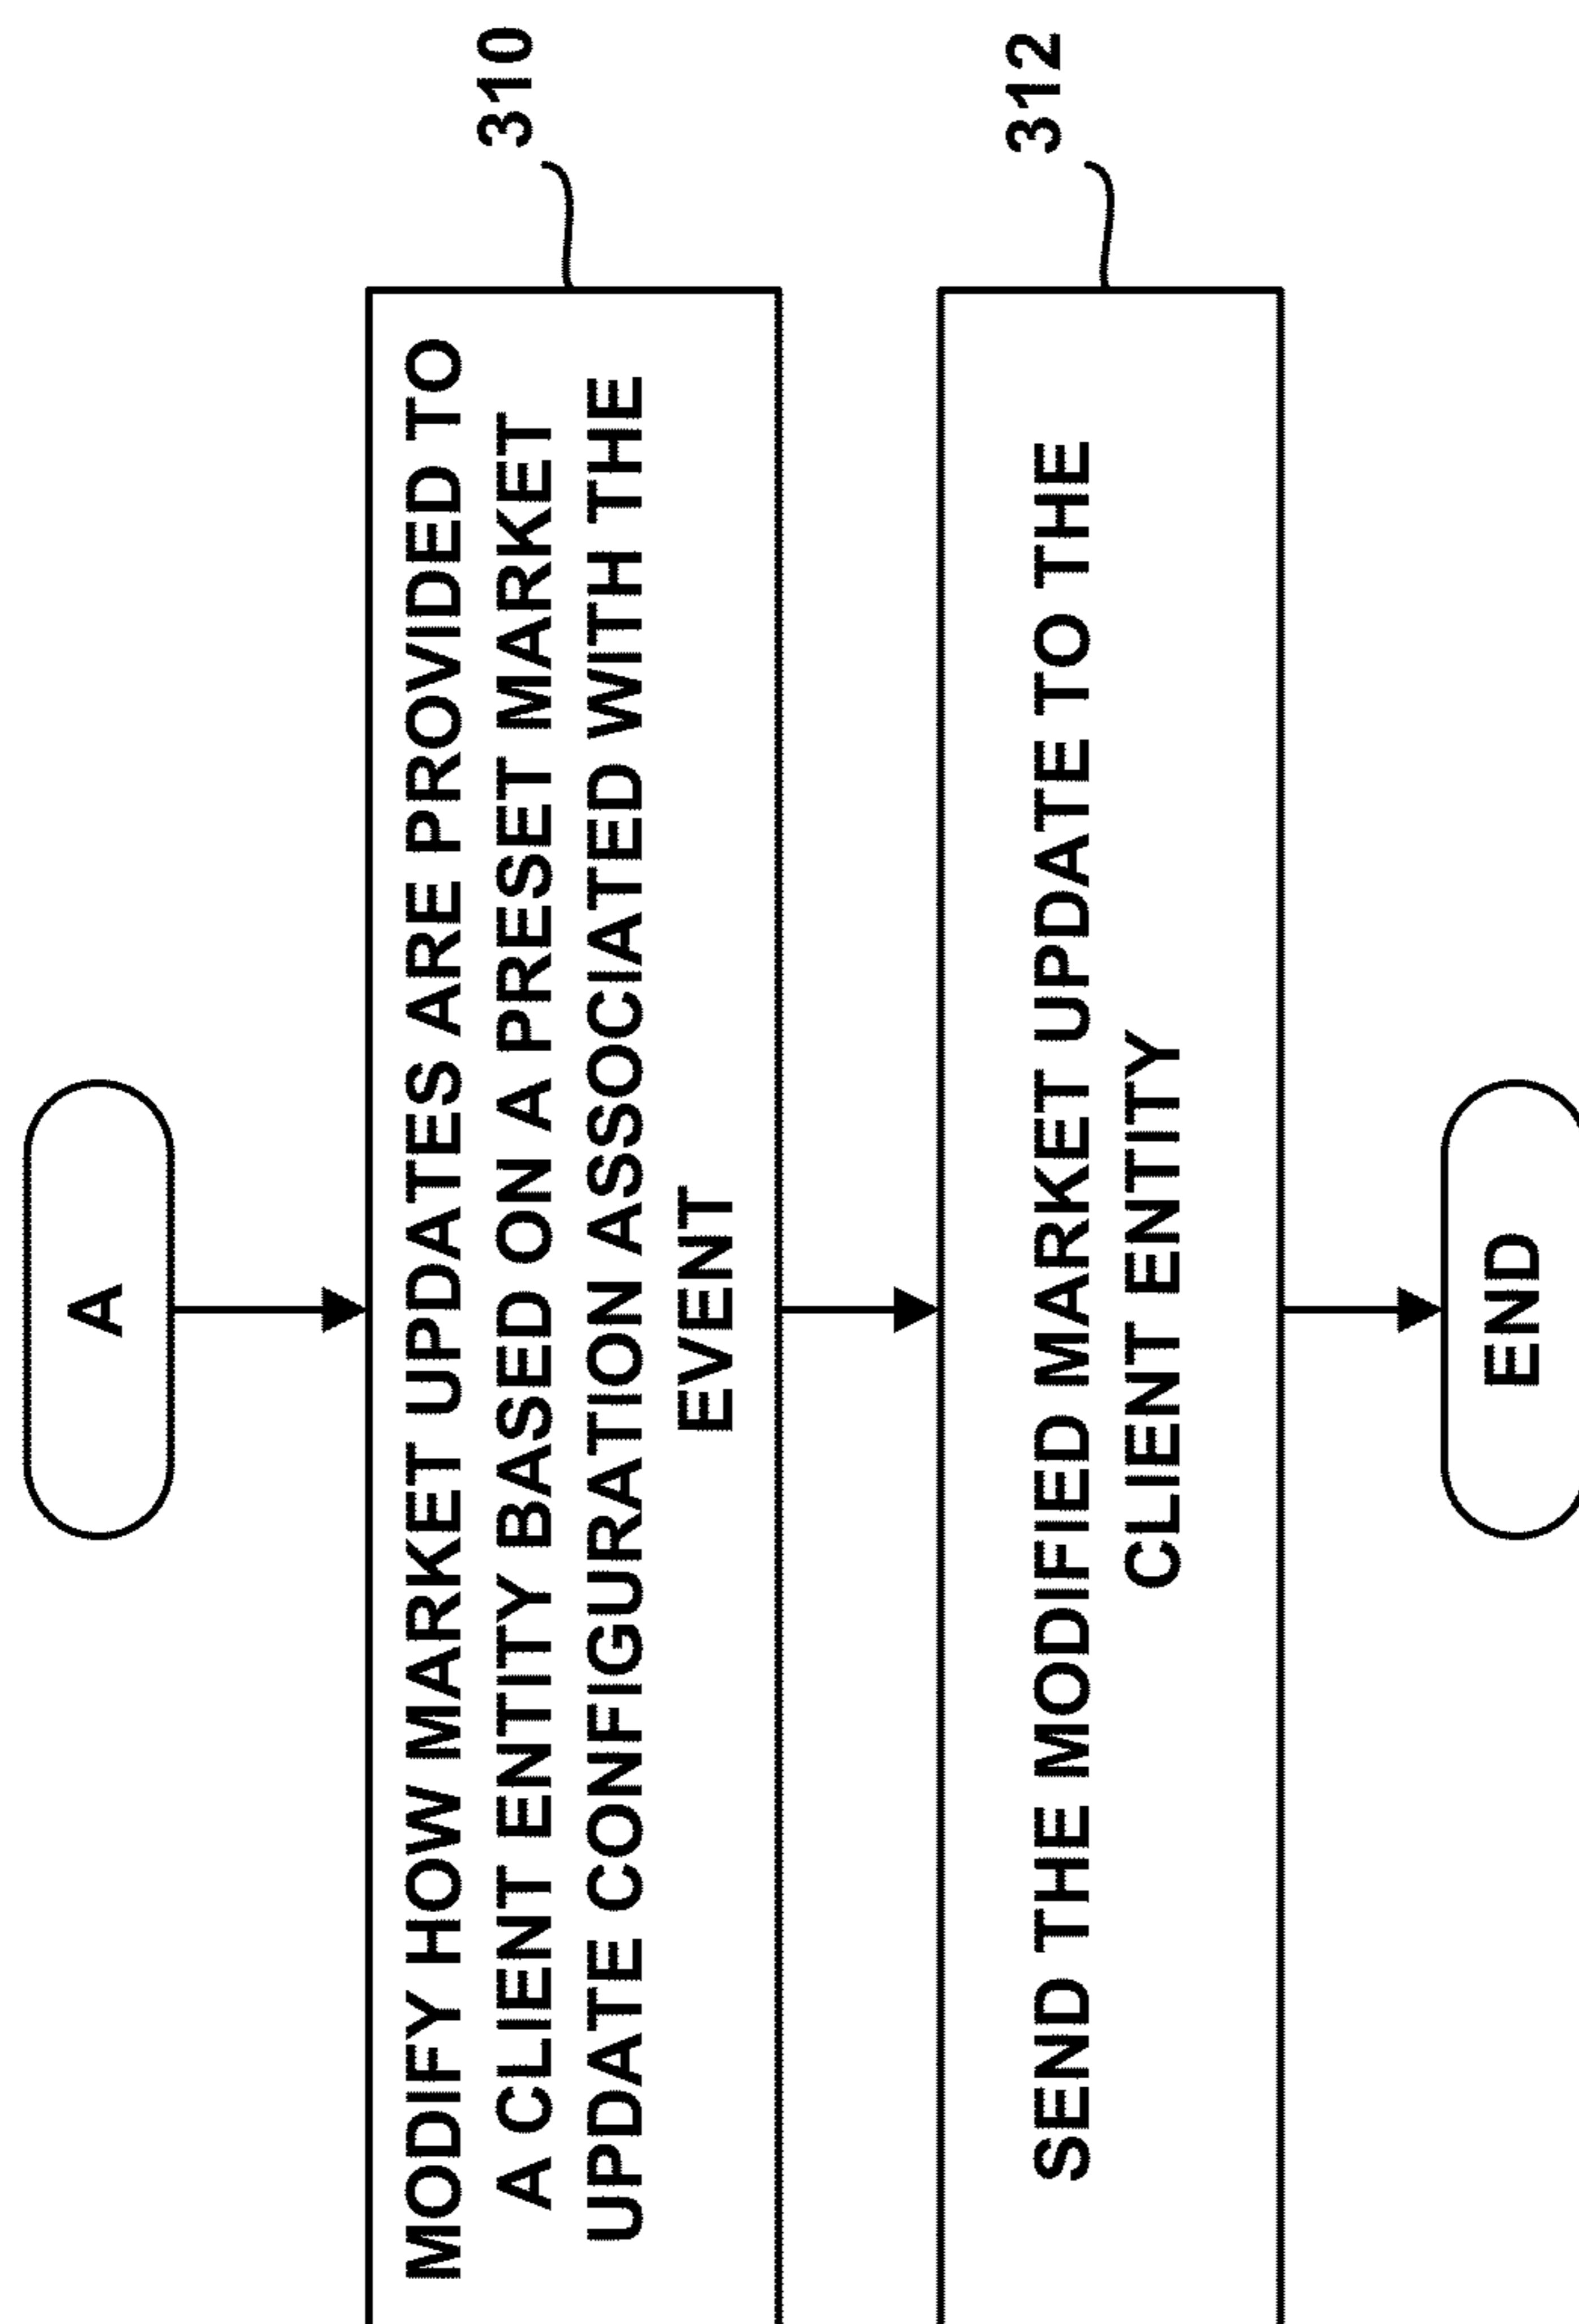 A
310
MODIFY HOW MARKET UPDATES ARE PROVIDED TO
A CLIENT ENTITY BASED ON A PRESET MARKET
UPDATE CONFIGURATION ASSOCIATED WITH THE
EVENT
312
SEND THE MODIFIED MARKET UPDATE TO THE
CLIENT ENTITY
END